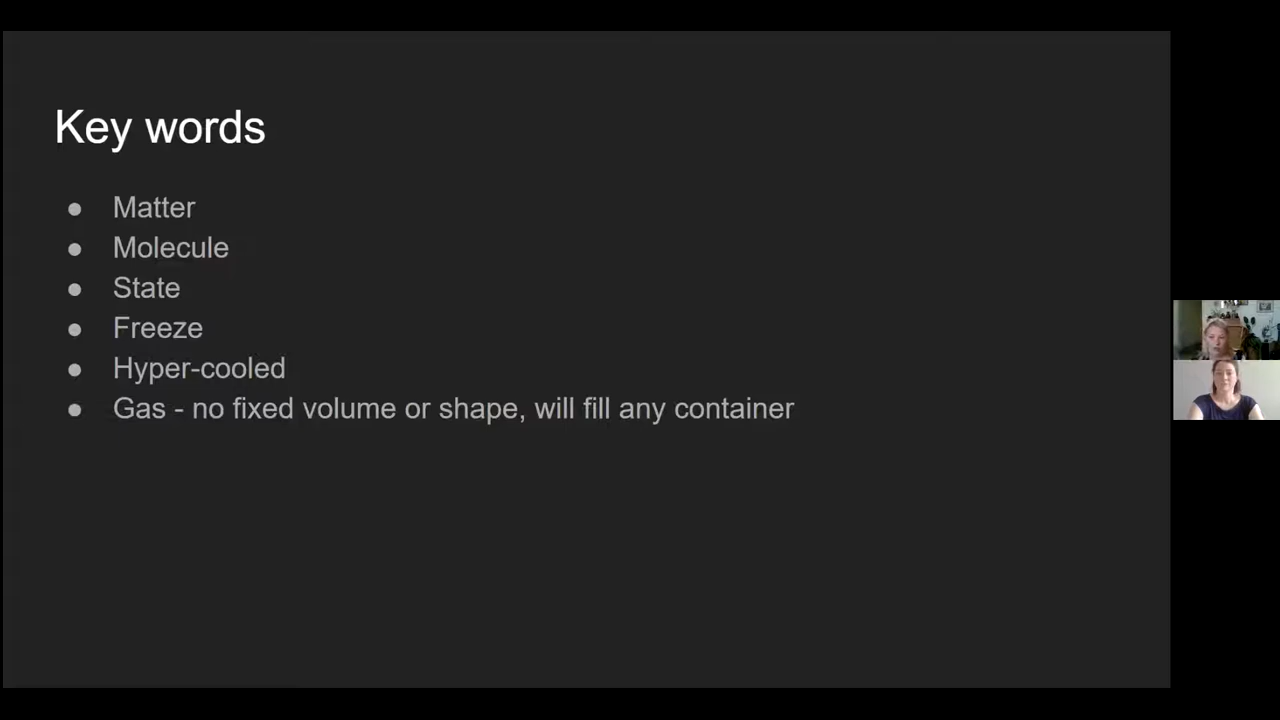 Key words
● Matter
● Molecule
● State
● Freeze
● Hyper-cooled
● Gas - no fixed volume or shape, will fill any container